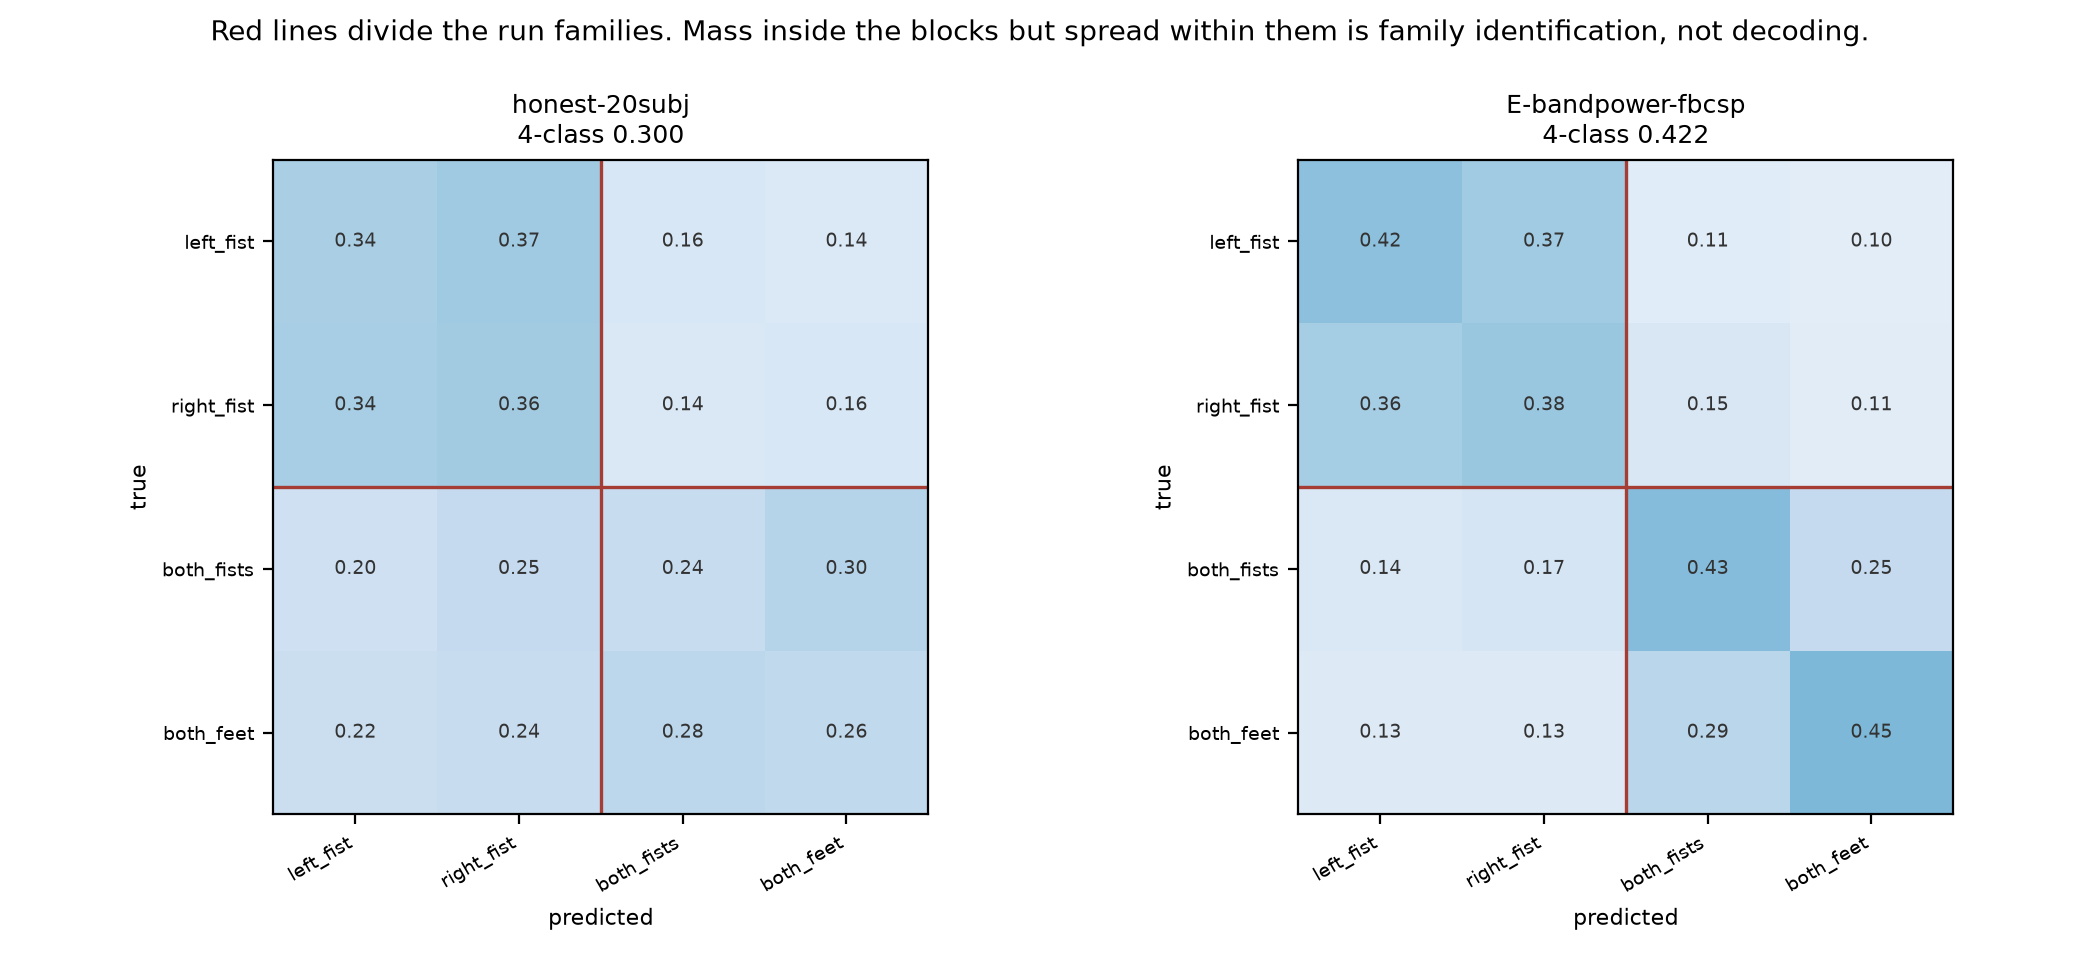 Red lines divide the run families. Mass inside the blocks but spread within them is family identification, not decoding.
honest-20subj
4-class 0.300
true
left_fist 0.34 0.37 0.16 0.14
right_fist 0.34 0.36 0.14 0.16
both_fists 0.20 0.25 0.24 0.30
both_feet 0.22 0.24 0.28 0.26
left_fist right_fist both_fists both_feet
predicted
E-bandpower-fbcsp
4-class 0.422
true
left_fist 0.42 0.37 0.11 0.10
right_fist 0.36 0.38 0.15 0.11
both_fists 0.14 0.17 0.43 0.25
both_feet 0.13 0.13 0.29 0.45
left_fist right_fist both_fists both_feet
predicted